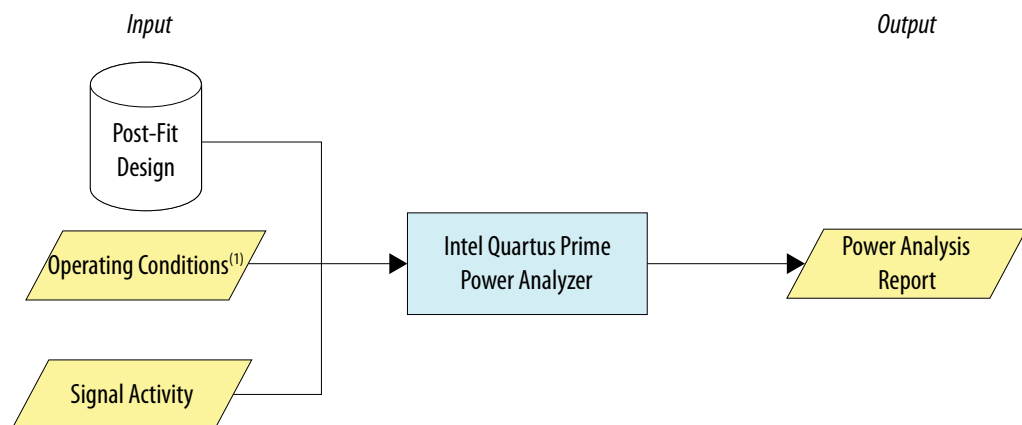 Input
Output
Post-Fit
Design
Operating Conditions(1)
Intel Quartus Prime
Power Analyzer
Power Analysis
Report
Signal Activity